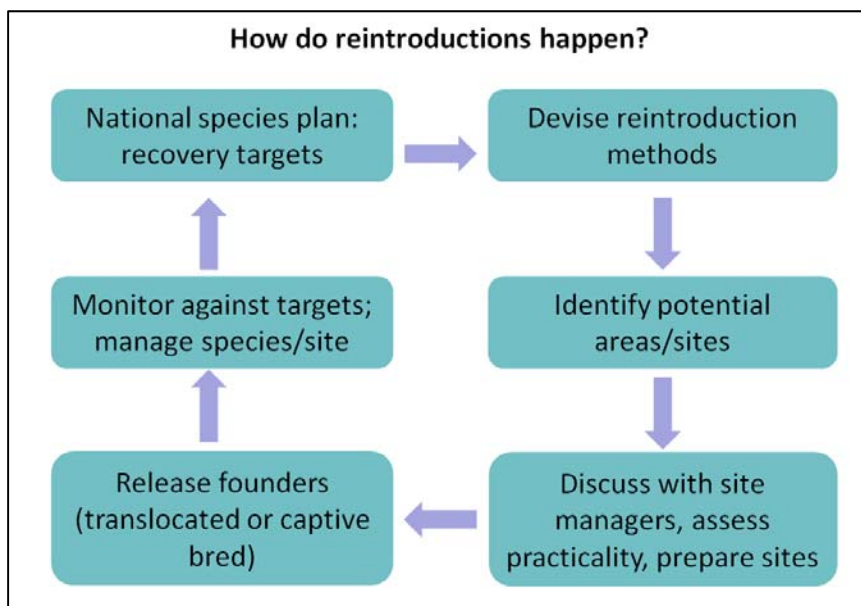 How do reintroductions happen?
National species plan:
recovery targets
Devise reintroduction
methods
Identify potential
areas/sites
Discuss with site
managers, assess
practicality, prepare sites
Release founders
(translocated or captive
bred)
Monitor against targets;
manage species/site